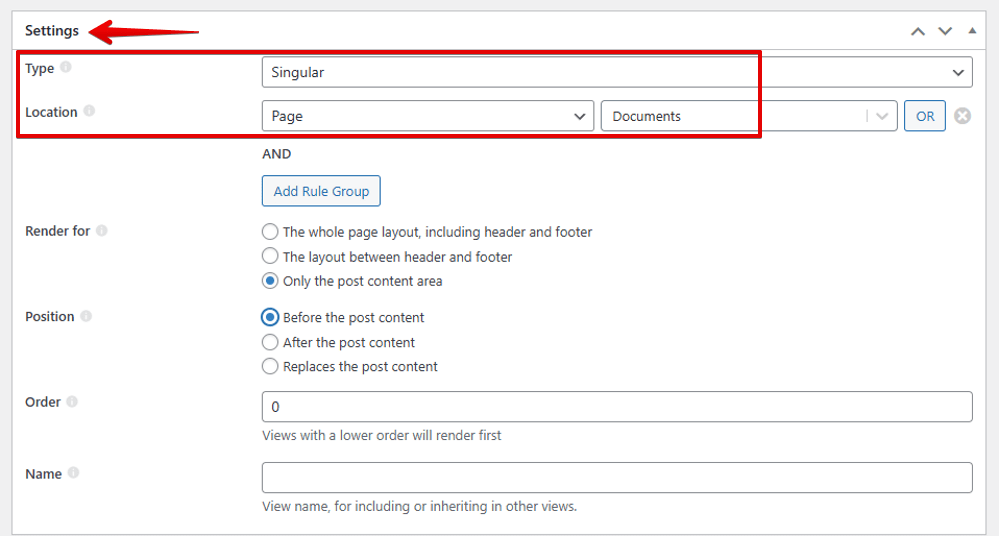 Settings
Type
Singular
Location
Page
Documents
OR
AND
Add Rule Group
Render for
The whole page layout, including header and footer
The layout between header and footer
Only the post content area
Position
Before the post content
After the post content
Replaces the post content
Order
0
Views with a lower order will render first
Name
View name, for including or inheriting in other views.